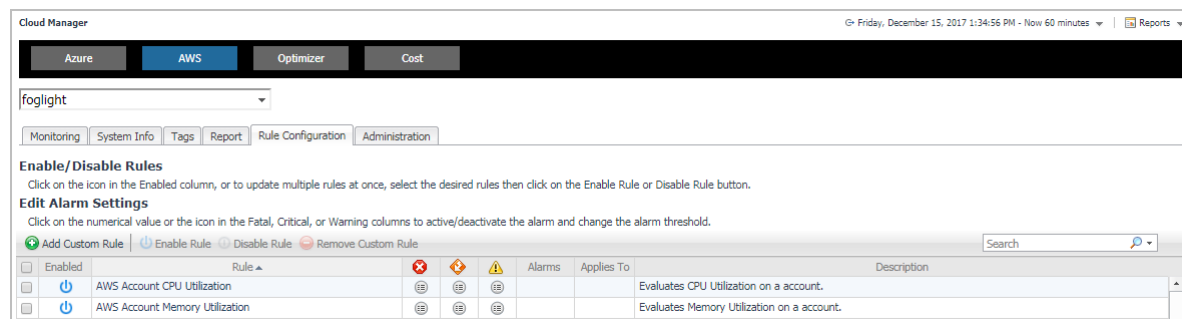 Cloud Manager Friday, December 15, 2017 1:34:56 PM - Now 60 minutes Reports
Azure AWS Optimizer Cost
foglight
Monitoring System Info Tags Report Rule Configuration Administration
Enable/Disable Rules
Click on the icon in the Enabled column, or to update multiple rules at once, select the desired rules then click on the Enable Rule or Disable Rule button.
Edit Alarm Settings
Click on the numerical value or the icon in the Fatal, Critical, or Warning columns to active/deactivate the alarm and change the alarm threshold.
Add Custom Rule Enable Rule Disable Rule Remove Custom Rule Search
Enabled Rule Alarms Applies To Description
AWS Account CPU Utilization Evaluates CPU Utilization on a account.
AWS Account Memory Utilization Evaluates Memory Utilization on a account.